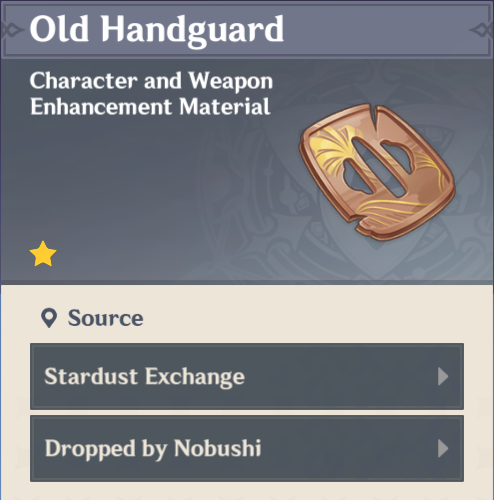 Old Handguard
Character and Weapon
Enhancement Material
Source
Stardust Exchange
Dropped by Nobushi